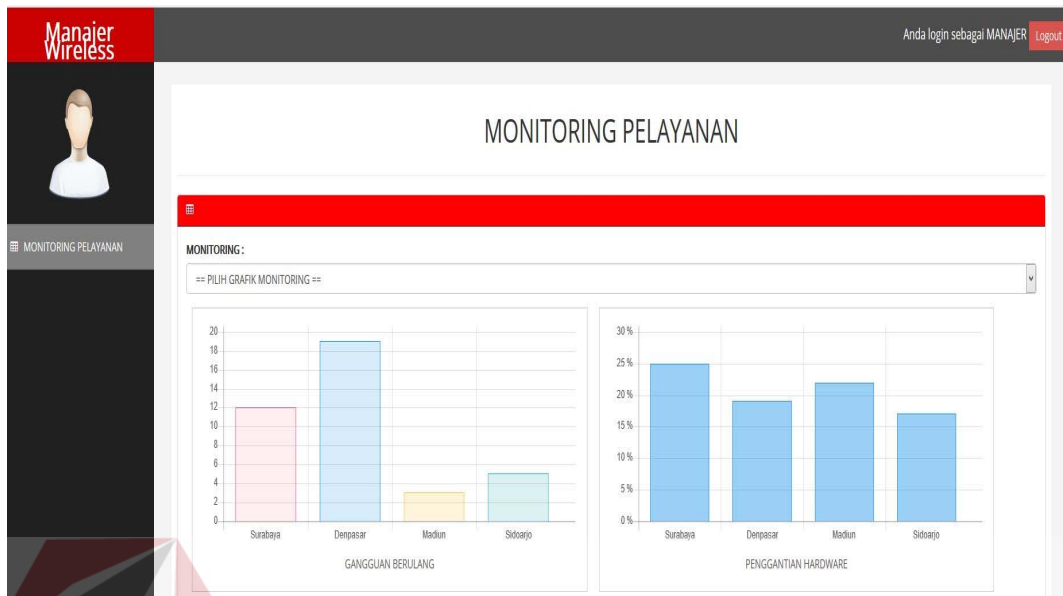 Manajer
Wireless
Anda login sebagai MANAJER Logout
MONITORING PELAYANAN
MONITORING PELAYANAN
MONITORING :
== PILIH GRAFIK MONITORING ==
20
18
16
14
12
10
8
6
4
2
0
Surabaya Denpasar Madiun Sidoarjo
GANGGUAN BERULANG
30 %
25 %
20 %
15 %
10 %
5 %
0 %
Surabaya Denpasar Madiun Sidoarjo
PENGGANTIAN HARDWARE